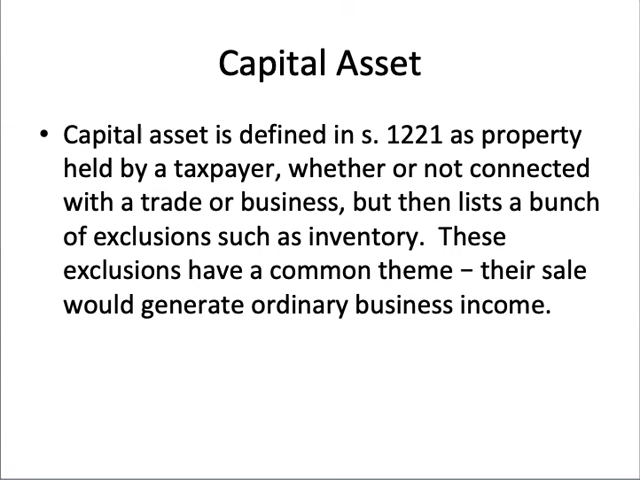 Capital Asset
• Capital asset is defined in s. 1221 as property
held by a taxpayer, whether or not connected
with a trade or business, but then lists a bunch
of exclusions such as inventory.  These
exclusions have a common theme – their sale
would generate ordinary business income.